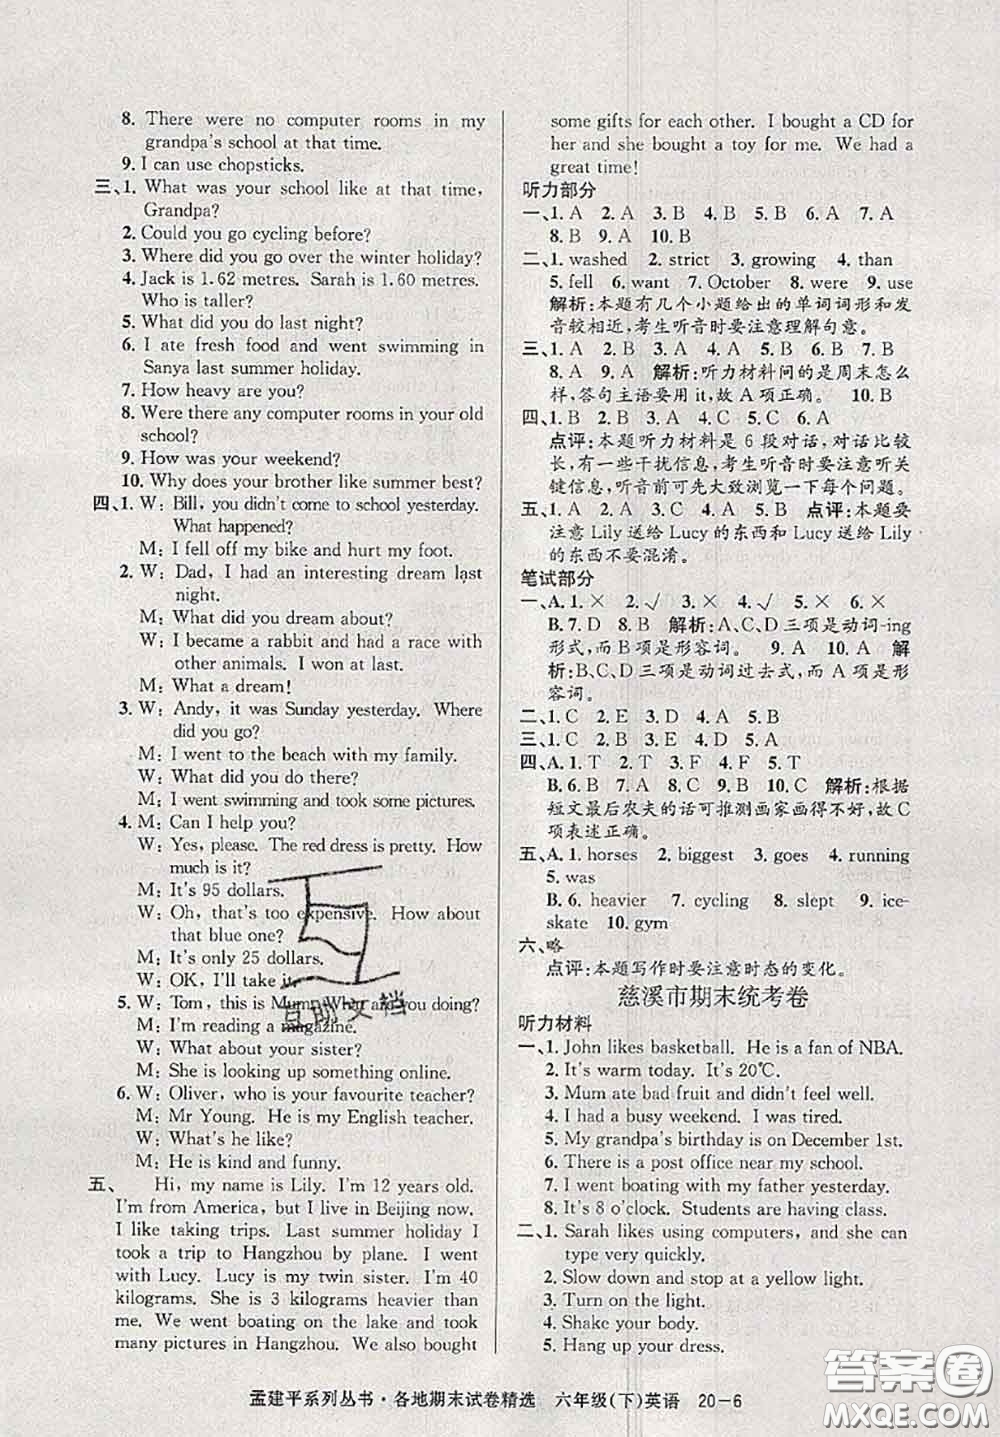 8. There were no computer rooms in my
grandpa's school at that time.
9. I can use chopsticks.
三、1. What was your school like at that time,
Grandpa?
2. Could you go cycling before?
3. Where did you go over the winter holiday?
4. Jack is 1.62 metres. Sarah is 1.60 metres.
Who is taller?
5. What did you do last night?
6. I ate fresh food and went swimming in
Sanya last summer holiday.
7. How heavy are you?
8. Were there any computer rooms in your old
school?
9. How was your weekend?
10. Why does your brother like summer best?
四、1. W: Bill, you didn't come to school yesterday.
What happened?
M: I fell off my bike and hurt my foot.
2. W: Dad, I had an interesting dream last
night.
M: What did you dream about?
W: I became a rabbit and had a race with
other animals. I won at last.
M: What a dream!
3. W: Andy, it was Sunday yesterday. Where
did you go?
M: I went to the beach with my family.
W: What did you do there?
M: I went swimming and took some pictures.
4. M: Can I help you?
W: Yes, please. The red dress is pretty. How
much is it?
M: It's 95 dollars.
W: Oh, that's too expensive. How about
that blue one?
M: It's only 25 dollars.
W: OK, I'll take it.
5. W: Tom, this is Mum. What are you doing?
M: I'm reading a magazine.
W: What about your sister?
M: She is looking up something online.
6. W: Oliver, who is your favourite teacher?
M: Mr Young. He is my English teacher.
W: What's he like?
M: He is kind and funny.
五、 Hi, my name is Lily. I'm 12 years old.
I'm from America, but I live in Beijing now.
I like taking trips. Last summer holiday I
took a trip to Hangzhou by plane. I went
with Lucy. Lucy is my twin sister. I'm 40
kilograms. She is 3 kilograms heavier than
me. We went boating on the lake and took
many pictures in Hangzhou. We also bought
some gifts for each other. I bought a CD for
her and she bought a toy for me. We had a
great time!
听力部分
一、1. A 2. A 3. B 4. B 5. B 6. A 7. A
8. B 9. A 10. B
二、1. washed 2. strict 3. growing 4. than
5. fell 6. want 7. October 8. were 9. use
解析:本题有几个小题给出的单词词形和发
音较相近,考生听音时要注意理解句意。
三、1. A 2. B 3. A 4. A 5. B 6. B 7. B
8. A 9. A 解析:听力材料问的是周末怎么
样,答句主语要用 it,故 A 项正确。 10. B
四、1. B 2. B 3. A 4. C 5. C 6. A
点评:本题听力材料是 6 段对话,对话比较
长,有一些干扰信息,考生听音时要注意听关
键信息,听前可先大致浏览一下每个问题。
五、1. A 2. A 3. C 4. A 5. B 点评:本题要
注意 Lily 送给 Lucy 的东西和 Lucy 送给 Lily
的东西不要混淆。
笔试部分
一、A. 1. × 2. √ 3. × 4. √ 5. × 6. ×
B. 7. D 8. B 解析:A、C、D 三项是动词-ing
形式,而 B 项是形容词。 9. A 10. A 解
析:B、C、D 三项是动词过去式,而 A 项是形
容词。
二、1. C 2. E 3. D 4. A 5. B
三、1. C 2. B 3. C 4. D 5. A
四、A. 1. T 2. T 3. F 4. F 5. T
B. 6. B 7. A 8. C 9. B 10. C 解析:根据
短文最后农夫的话可推测画家画得不好,故 C
项表述正确。
五、A. 1. horses 2. biggest 3. goes 4. running
5. was
B. 6. heavier 7. cycling 8. slept 9. ice-
skate 10. gym
六、略
点评:本题写作时要注意时态的变化。
慈溪市期末统考卷
听力材料
一、1. John likes basketball. He is a fan of NBA.
2. It's warm today. It's 20℃.
3. Mum ate bad fruit and didn't feel well.
4. I had a busy weekend. I was tired.
5. My grandpa's birthday is on December 1st.
6. There is a post office near my school.
7. I went boating with my father yesterday.
8. It's 8 o'clock. Students are having class.
二、1. Sarah likes using computers, and she can
type very quickly.
2. Slow down and stop at a yellow light.
3. Turn on the light.
4. Shake your body.
5. Hang up your dress.
孟建平系列丛书·各地期末试卷精选 六年级(下)英语 20-6
互助文档
答案圈
MXQE.COM